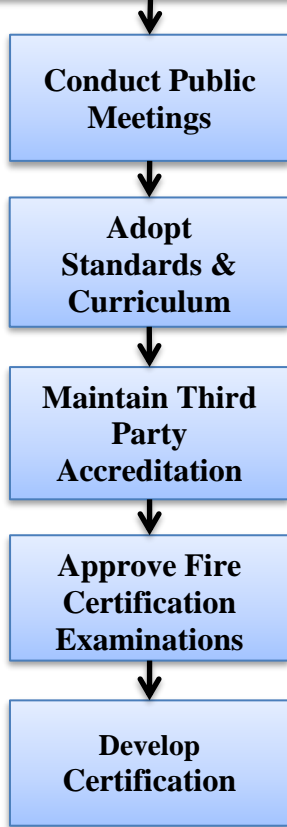 Conduct Public
Meetings
Adopt
Standards &
Curriculum
Maintain Third
Party
Accreditation
Approve Fire
Certification
Examinations
Develop
Certification